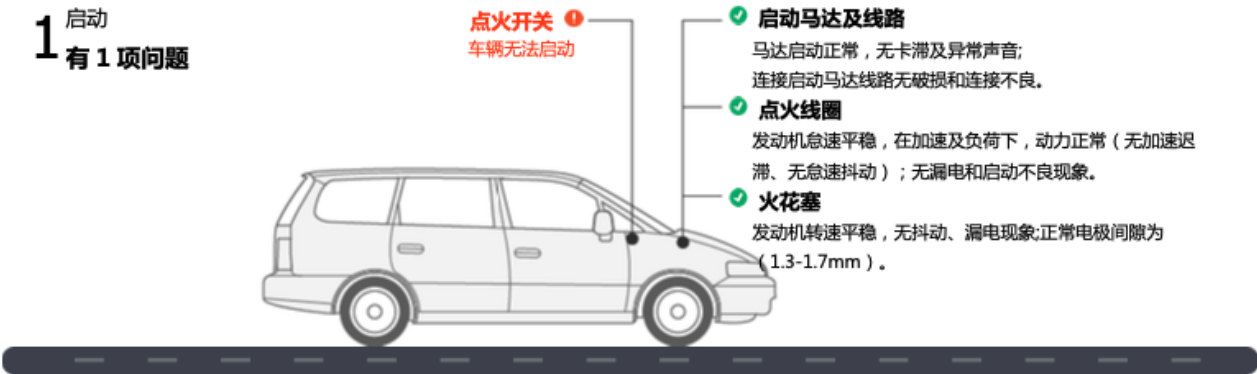 1
启动
有 1 项问题
点火开关
车辆无法启动
启动马达及线路
马达启动正常，无卡滞及异常声音;
连接启动马达线路无破损和连接不良。
点火线圈
发动机怠速平稳，在加速及负荷下，动力正常（无加速迟
滞、无怠速抖动）；无漏电和启动不良现象。
火花塞
发动机转速平稳，无抖动、漏电现象;正常电极间隙为
（1.3-1.7mm）。